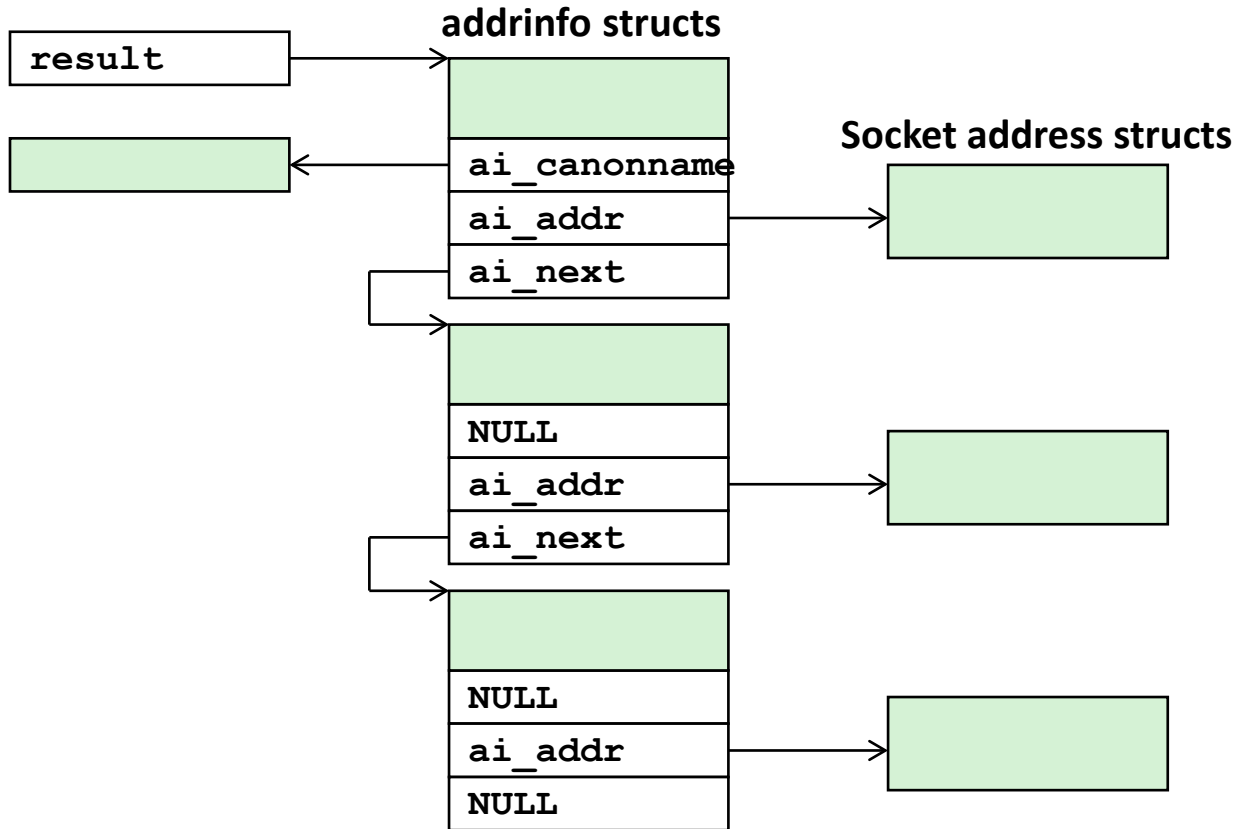 addrinfo structs
result
Socket address structs
ai_canonname
ai_addr
ai_next
NULL
ai_addr
ai_next
NULL
ai_addr
NULL